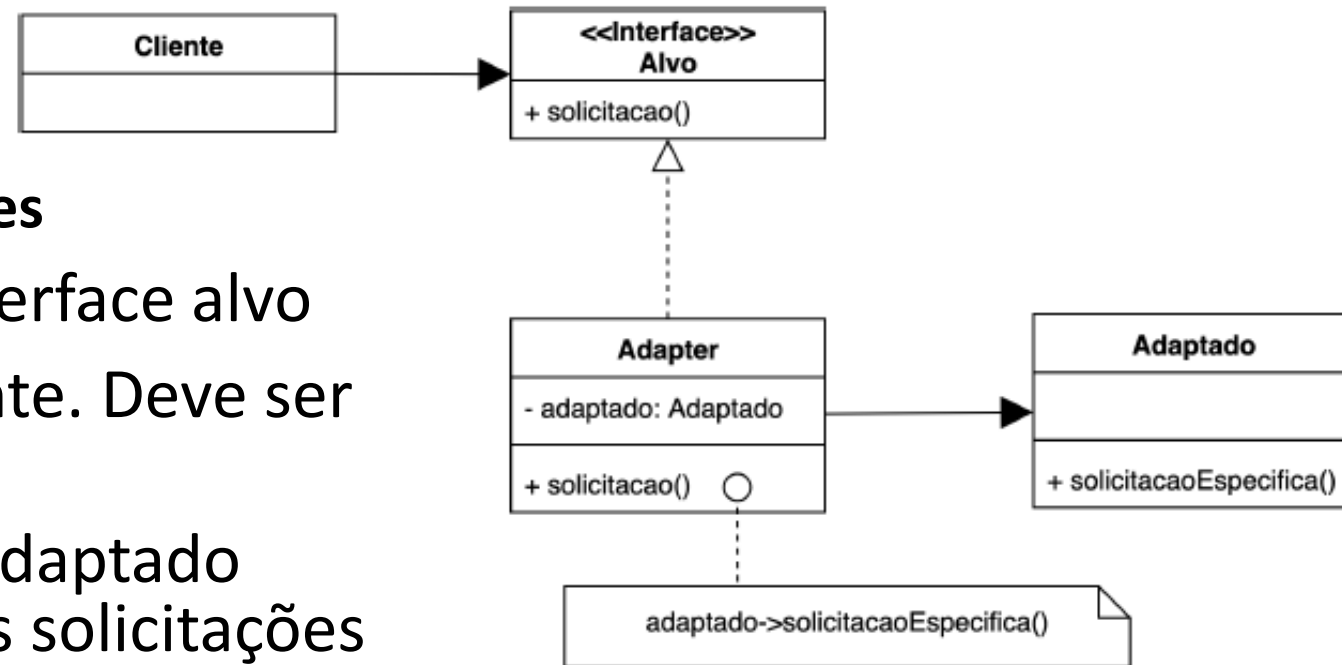 Cliente
<<Interface>>
Alvo
+ solicitacao()
es
erface alvo
nte. Deve ser
daptado
s solicitações
Adapter
- adaptado: Adaptado
+ solicitacao()
Adaptado
+ solicitacaoEspecifica()
adaptado->solicitacaoEspecifica()